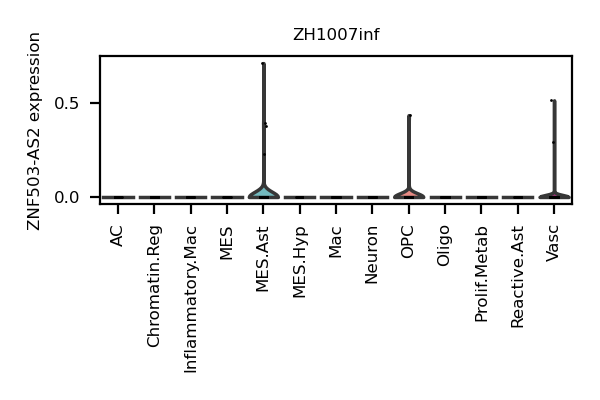 ZH1007inf
ZNF503-AS2 expression
0.5
0.0
AC
Chromatin.Reg
Inflammatory.Mac
MES
MES.Ast
MES.Hyp
Mac
Neuron
OPC
Oligo
Prolif.Metab
Reactive.Ast
Vasc